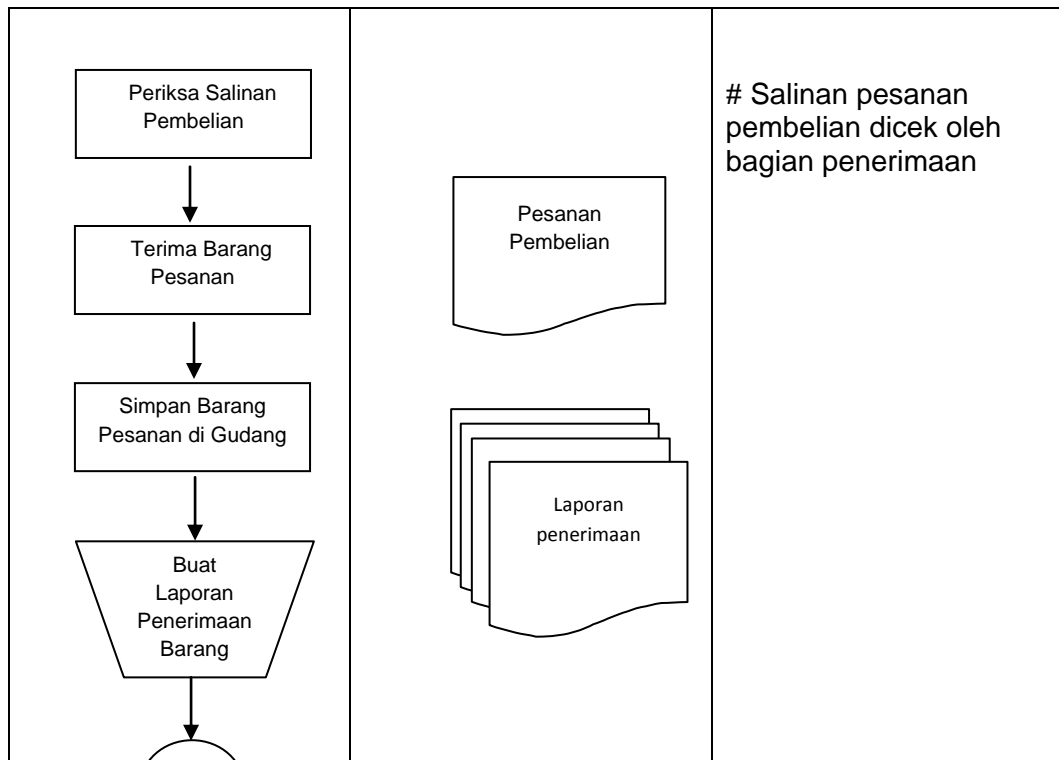 Periksa Salinan
Pembelian
Terima Barang
Pesanan
Simpan Barang
Pesanan di Gudang
Buat
Laporan
Penerimaan
Barang
Pesanan
Pembelian
Laporan
penerimaan
# Salinan pesanan
pembelian dicek oleh
bagian penerimaan